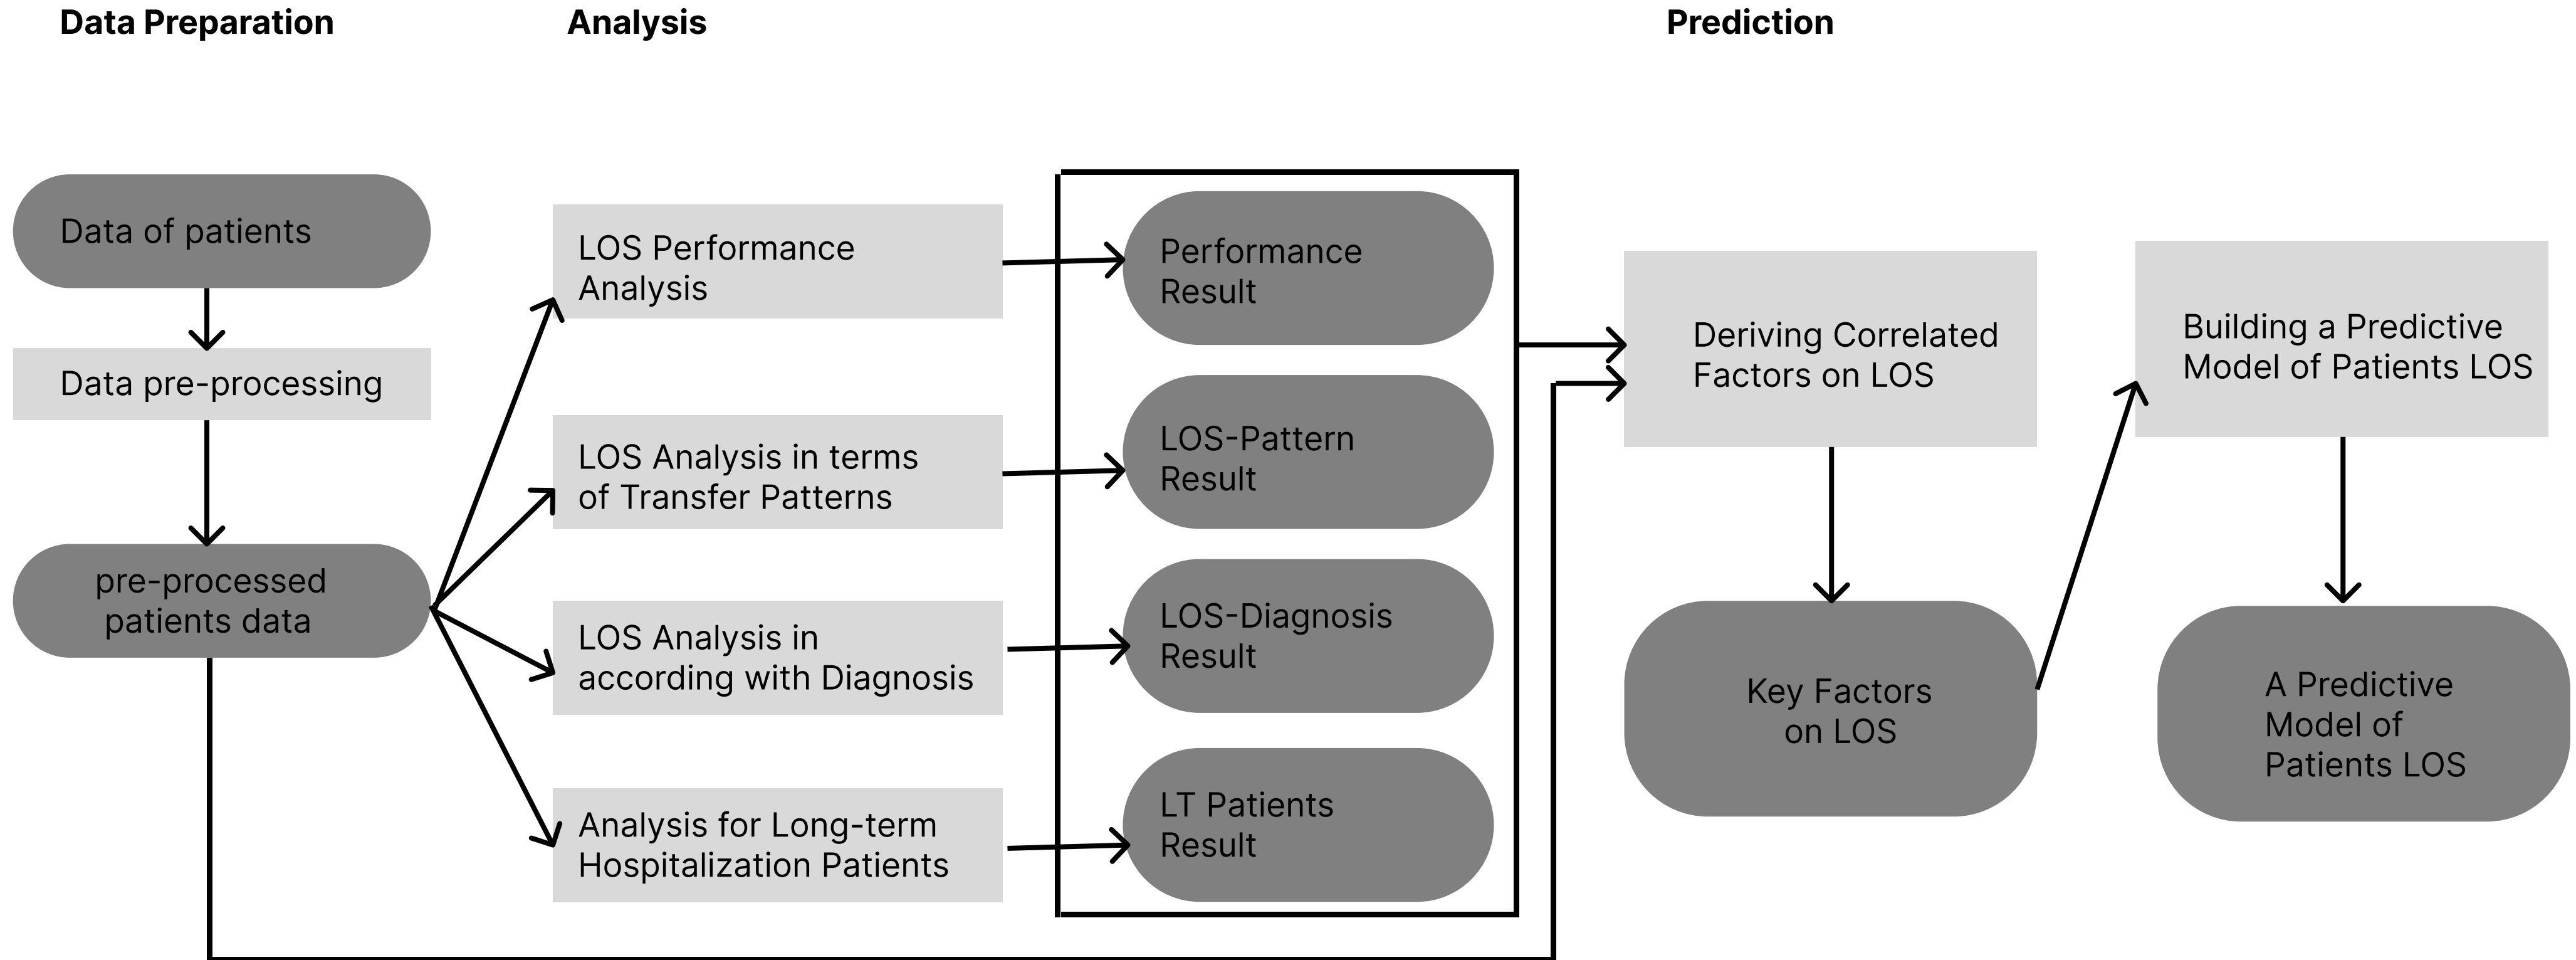 Data Preparation
Analysis
Prediction
Data of patients
Data pre-processing
pre-processed
patients data
LOS Performance
Analysis
LOS Analysis in terms
of Transfer Patterns
LOS Analysis in
according with Diagnosis
Analysis for Long-term
Hospitalization Patients
Performance
Result
LOS-Pattern
Result
LOS-Diagnosis
Result
LT Patients
Result
Deriving Correlated
Factors on LOS
Key Factors
on LOS
Building a Predictive
Model of Patients LOS
A Predictive
Model of
Patients LOS